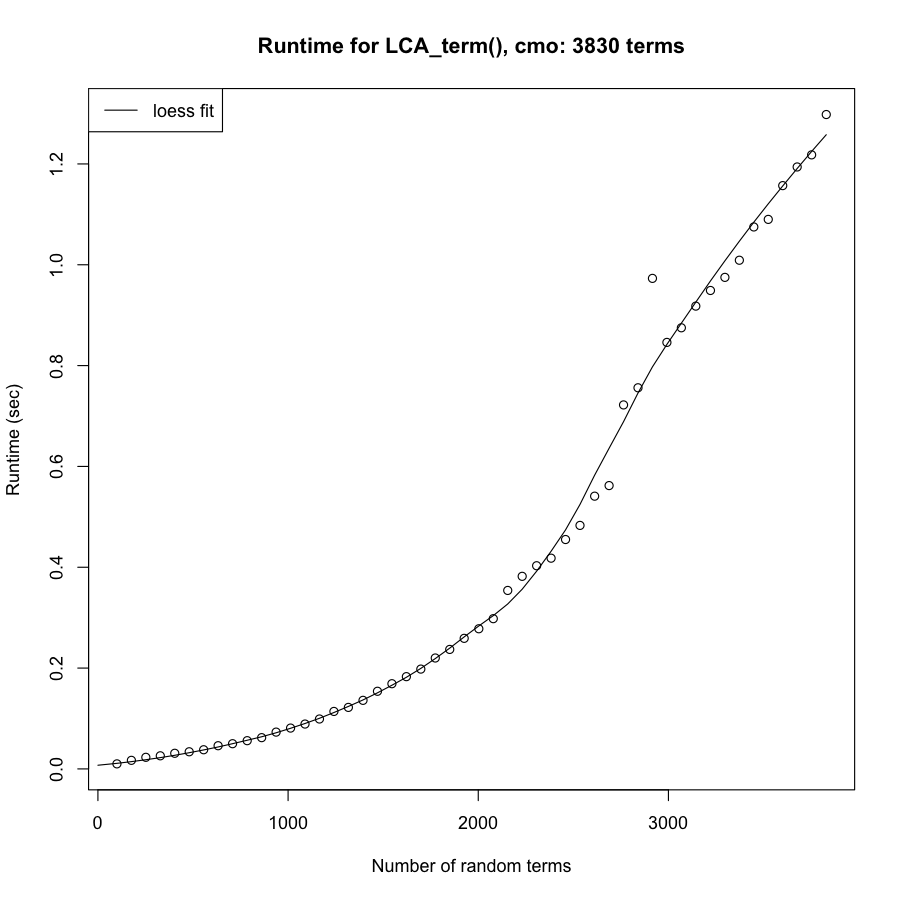 Runtime for LCA_term(), cmo: 3830 terms
loess fit
Runtime (sec)
1.2
1.0
0.8
0.6
0.4
0.2
0.0
0 1000 2000 3000
Number of random terms